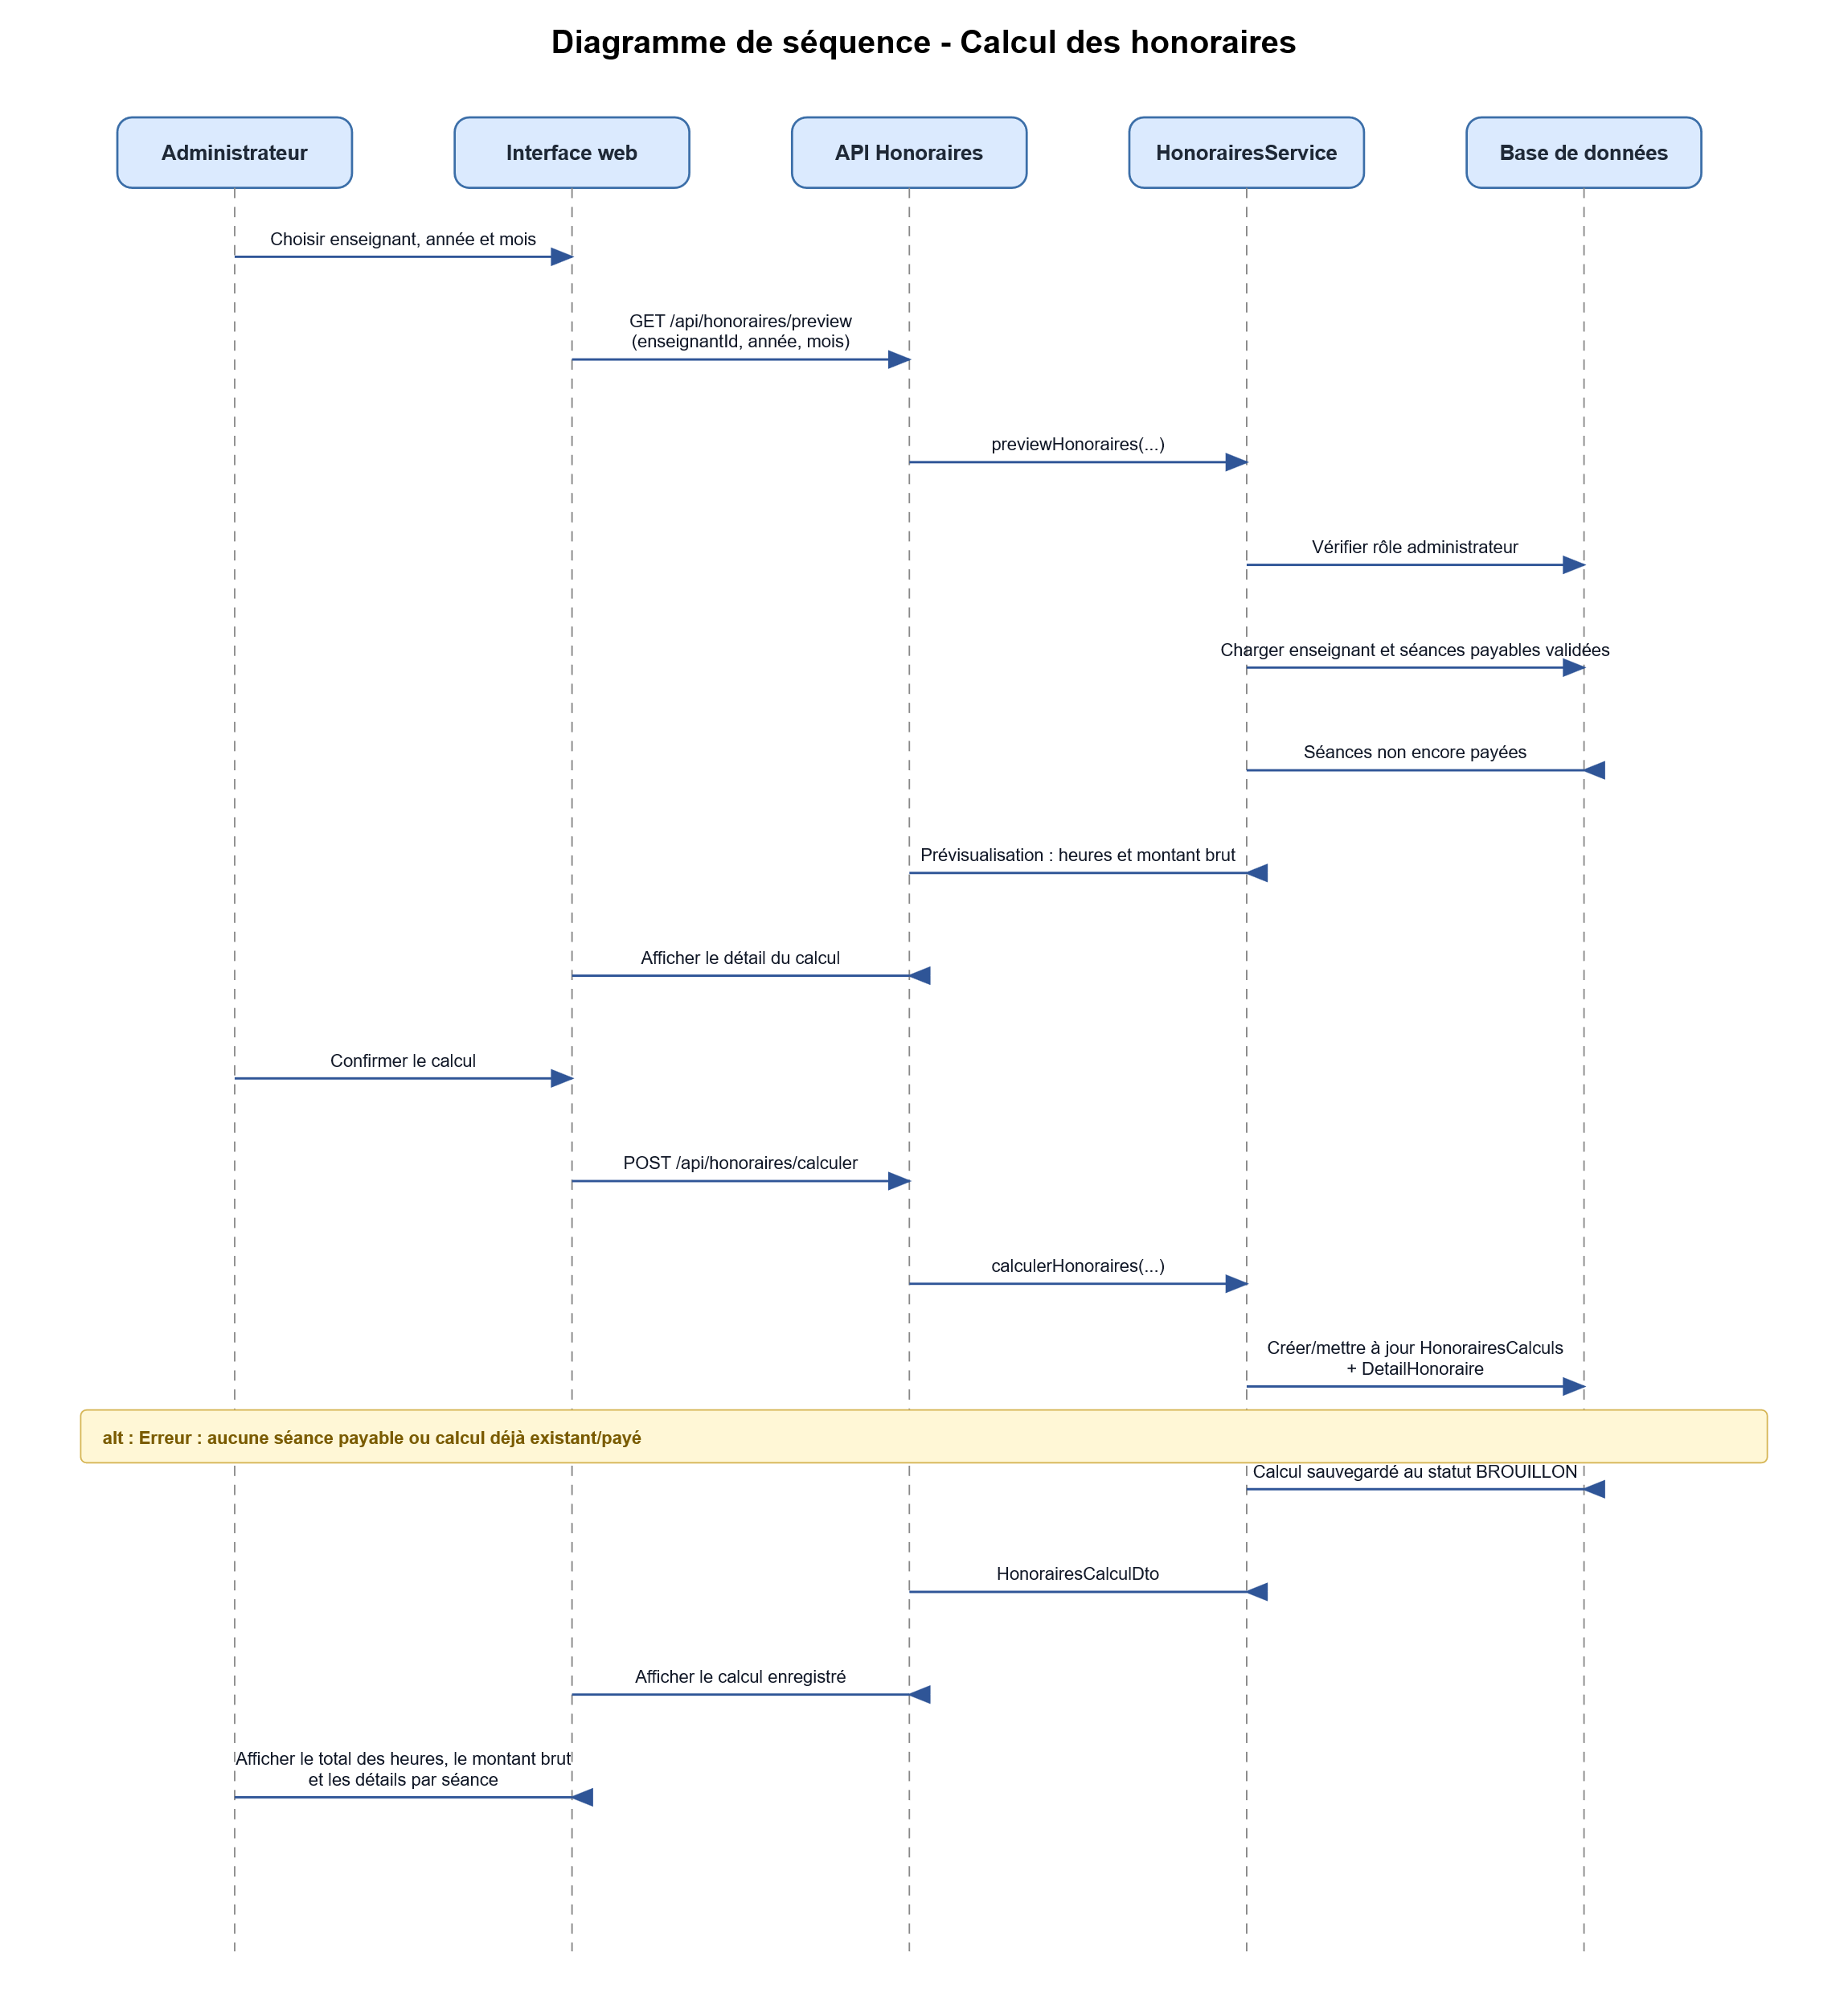 Diagramme de séquence - Calcul des honoraires
Administrateur
Interface web
API Honoraires
HonorairesService
Base de données
Choisir enseignant, année et mois
GET /api/honoraires/preview
(enseignantId, année, mois)
previewHonoraires(...)
Vérifier rôle administrateur
Charger enseignant et séances payables validées
Séances non encore payées
Prévisualisation : heures et montant brut
Afficher le détail du calcul
Confirmer le calcul
POST /api/honoraires/calculer
calculerHonoraires(...)
Créer/mettre à jour HonorairesCalculs
+ DetailHonoraire
alt : Erreur : aucune séance payable ou calcul déjà existant/payé
Calcul sauvegardé au statut BROUILLON
HonorairesCalculDto
Afficher le calcul enregistré
Afficher le total des heures, le montant brut
et les détails par séance